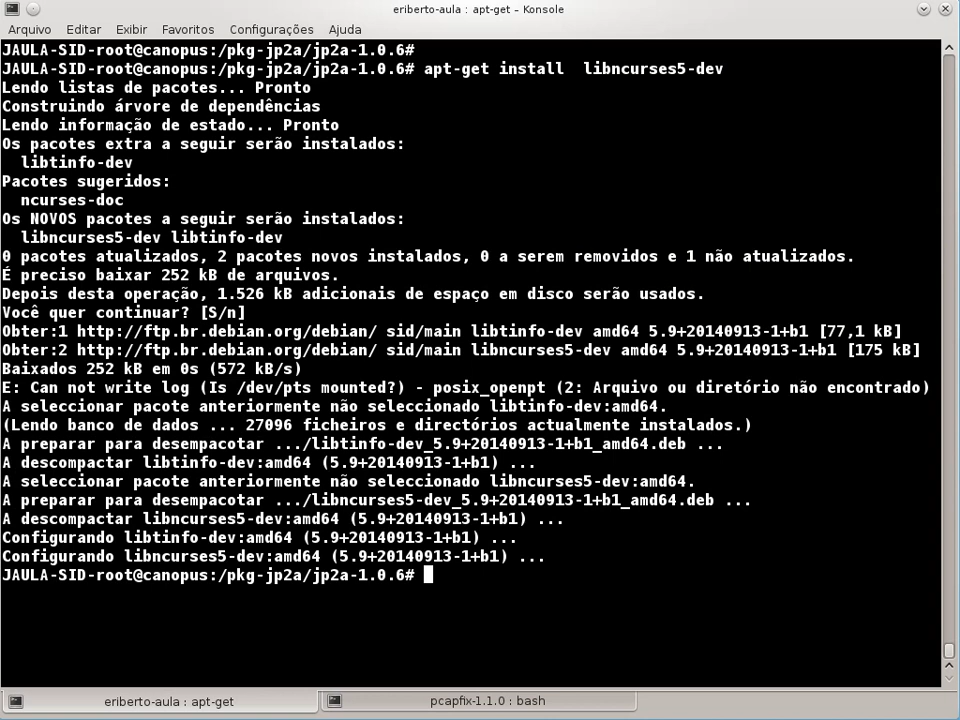 eriberto-aula : apt-get – Konsole
Arquivo Editar Exibir Favoritos Configurações Ajuda
JAULA-SID-root@canopus:/pkg-jp2a/jp2a-1.0.6#
JAULA-SID-root@canopus:/pkg-jp2a/jp2a-1.0.6# apt-get install  libncurses5-dev
Lendo listas de pacotes... Pronto
Construindo árvore de dependências
Lendo informação de estado... Pronto
Os pacotes extra a seguir serão instalados:
  libtinfo-dev
Pacotes sugeridos:
  ncurses-doc
Os NOVOS pacotes a seguir serão instalados:
  libncurses5-dev libtinfo-dev
0 pacotes atualizados, 2 pacotes novos instalados, 0 a serem removidos e 1 não atualizados.
É preciso baixar 252 kB de arquivos.
Depois desta operação, 1.526 kB adicionais de espaço em disco serão usados.
Você quer continuar? [S/n]
Obter:1 http://ftp.br.debian.org/debian/ sid/main libtinfo-dev amd64 5.9+20140913-1+b1 [77,1 kB]
Obter:2 http://ftp.br.debian.org/debian/ sid/main libncurses5-dev amd64 5.9+20140913-1+b1 [175 kB]
Baixados 252 kB em 0s (572 kB/s)
E: Can not write log (Is /dev/pts mounted?) - posix_openpt (2: Arquivo ou diretório não encontrado)
A seleccionar pacote anteriormente não seleccionado libtinfo-dev:amd64.
(Lendo banco de dados ... 27096 ficheiros e directórios actualmente instalados.)
A preparar para desempacotar .../libtinfo-dev_5.9+20140913-1+b1_amd64.deb ...
A descompactar libtinfo-dev:amd64 (5.9+20140913-1+b1) ...
A seleccionar pacote anteriormente não seleccionado libncurses5-dev:amd64.
A preparar para desempacotar .../libncurses5-dev_5.9+20140913-1+b1_amd64.deb ...
A descompactar libncurses5-dev:amd64 (5.9+20140913-1+b1) ...
Configurando libtinfo-dev:amd64 (5.9+20140913-1+b1) ...
Configurando libncurses5-dev:amd64 (5.9+20140913-1+b1) ...
JAULA-SID-root@canopus:/pkg-jp2a/jp2a-1.0.6#
eriberto-aula : apt-get
pcapfix-1.1.0 : bash